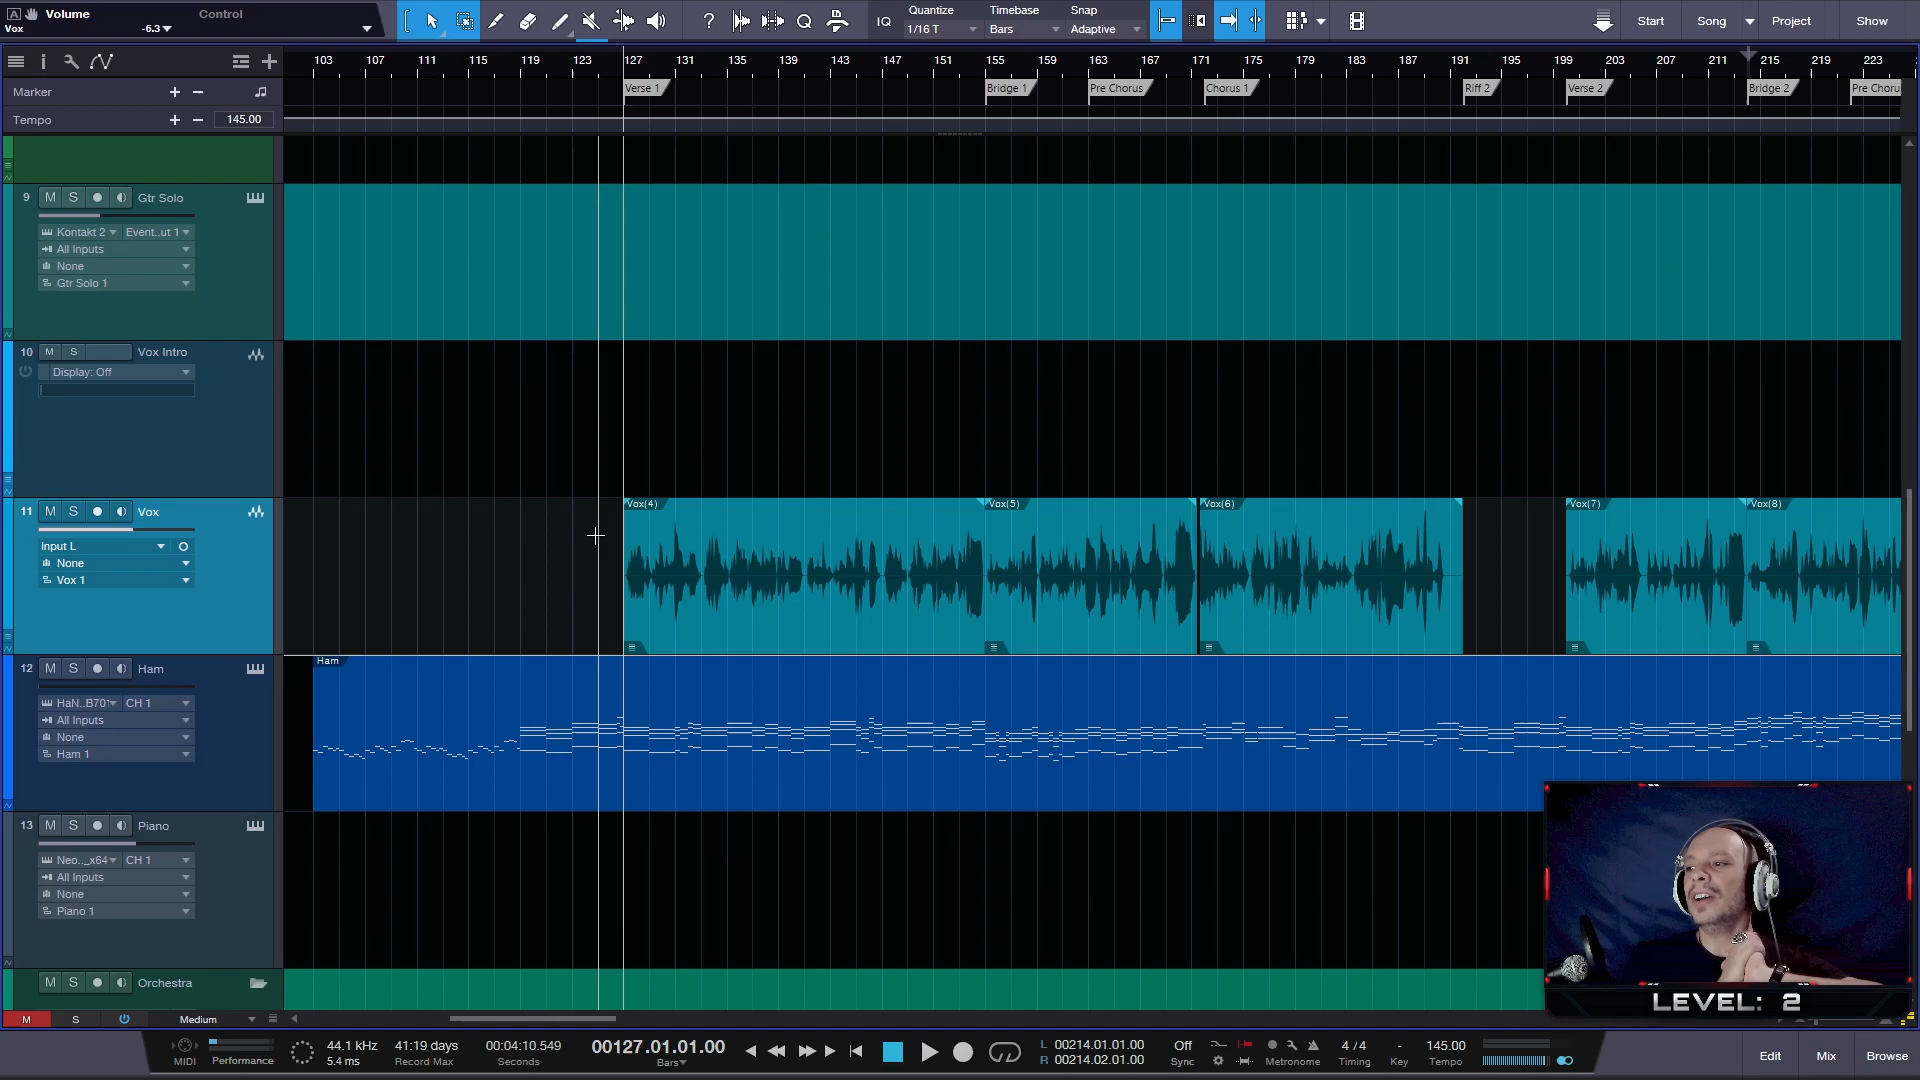 A Volume Control
Vox -6.3
Quantize Timebase Snap
IQ 1/16 T Bars Adaptive
Start Song Project Show
103 107 111 115 119 123 127 131 135 139 143 147 151 155 159 163 167 171 175 179 183 187 191 195 199 203 207 211 215 219 223
Marker
Verse 1 Bridge 1 Pre Chorus Chorus 1 Riff 2 Verse 2 Bridge 2 Pre Choru
Tempo 145.00
9 M S Gtr Solo
Kontakt 2 Event..ut 1
All Inputs
None
Gtr Solo 1
10 M S Vox Intro
Display: Off
11 M S Vox
Vox(4) Vox(5) Vox(6) Vox(7) Vox(8)
Input L
None
Vox 1
12 M S Ham
Ham
HaN..B701 CH 1
All Inputs
None
Ham 1
13 M S Piano
Neo.._x64 CH 1
All Inputs
None
Piano 1
M S Orchestra
LEVEL: 2
M S Medium
MIDI
Performance
44.1 kHz
5.4 ms
41:19 days
Record Max
00:04:10.549
Seconds
00127.01.01.00
Bars
L 00214.01.01.00
R 00214.02.01.00
Off
Sync
Metronome
4 / 4
Timing
-
Key
145.00
Tempo
Edit Mix Browse